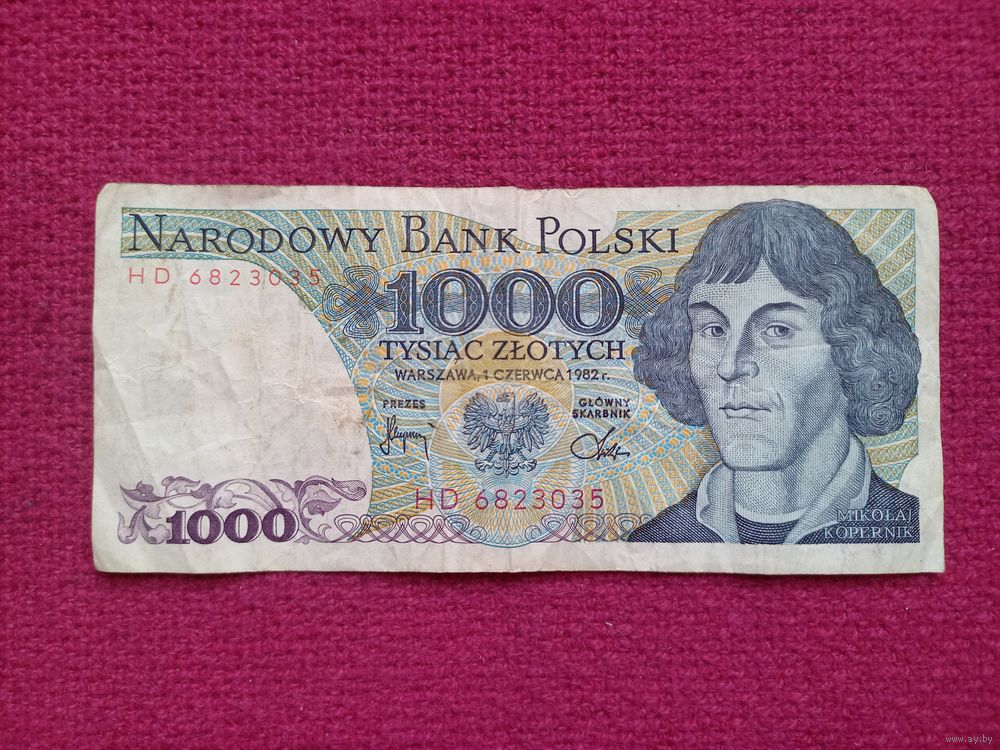 NARODOWY BANK POLSKI
HD 6823035
1000
TYSIĄC ZŁOTYCH
WARSZAWA, 1 CZERWCA 1982 r.
PREZES
GŁÓWNY
SKARBNIK
HD 6823035
1000
MIKOŁAJ
KOPERNIK
www.ay.by